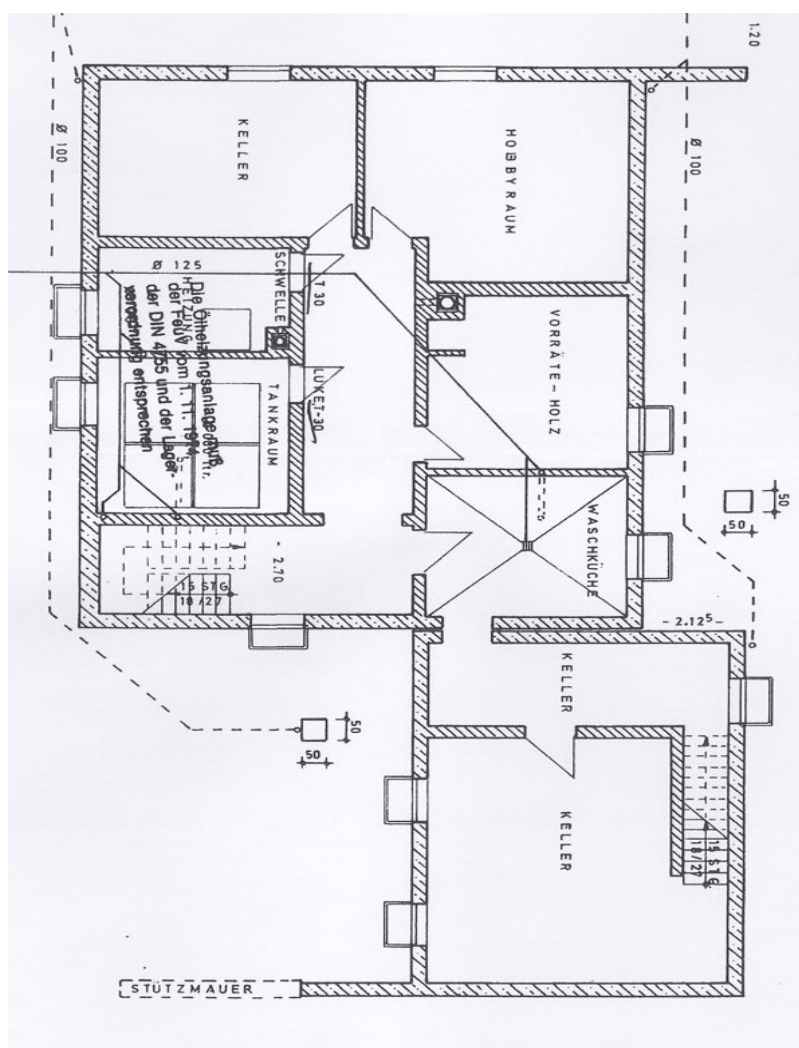 1:20
Ø 100
Ø 100
KELLER
HOBBYRAUM
Ø 125
SCHWELLE
T 30
HEIZUNG
Die Ölheizungsanlage muß
der FeuV vom 1. 11. 1974,
der DIN 4755 und der Lager-
verordnung entsprechen
LUKE T-30
TANKRAUM
VORRÄTE - HOLZ
WASCHKÜCHE
50
50
- 2.70
15 STG
18/27
- 2.12⁵ -
KELLER
50
50
KELLER
15 STG
18/27
STÜTZMAUER